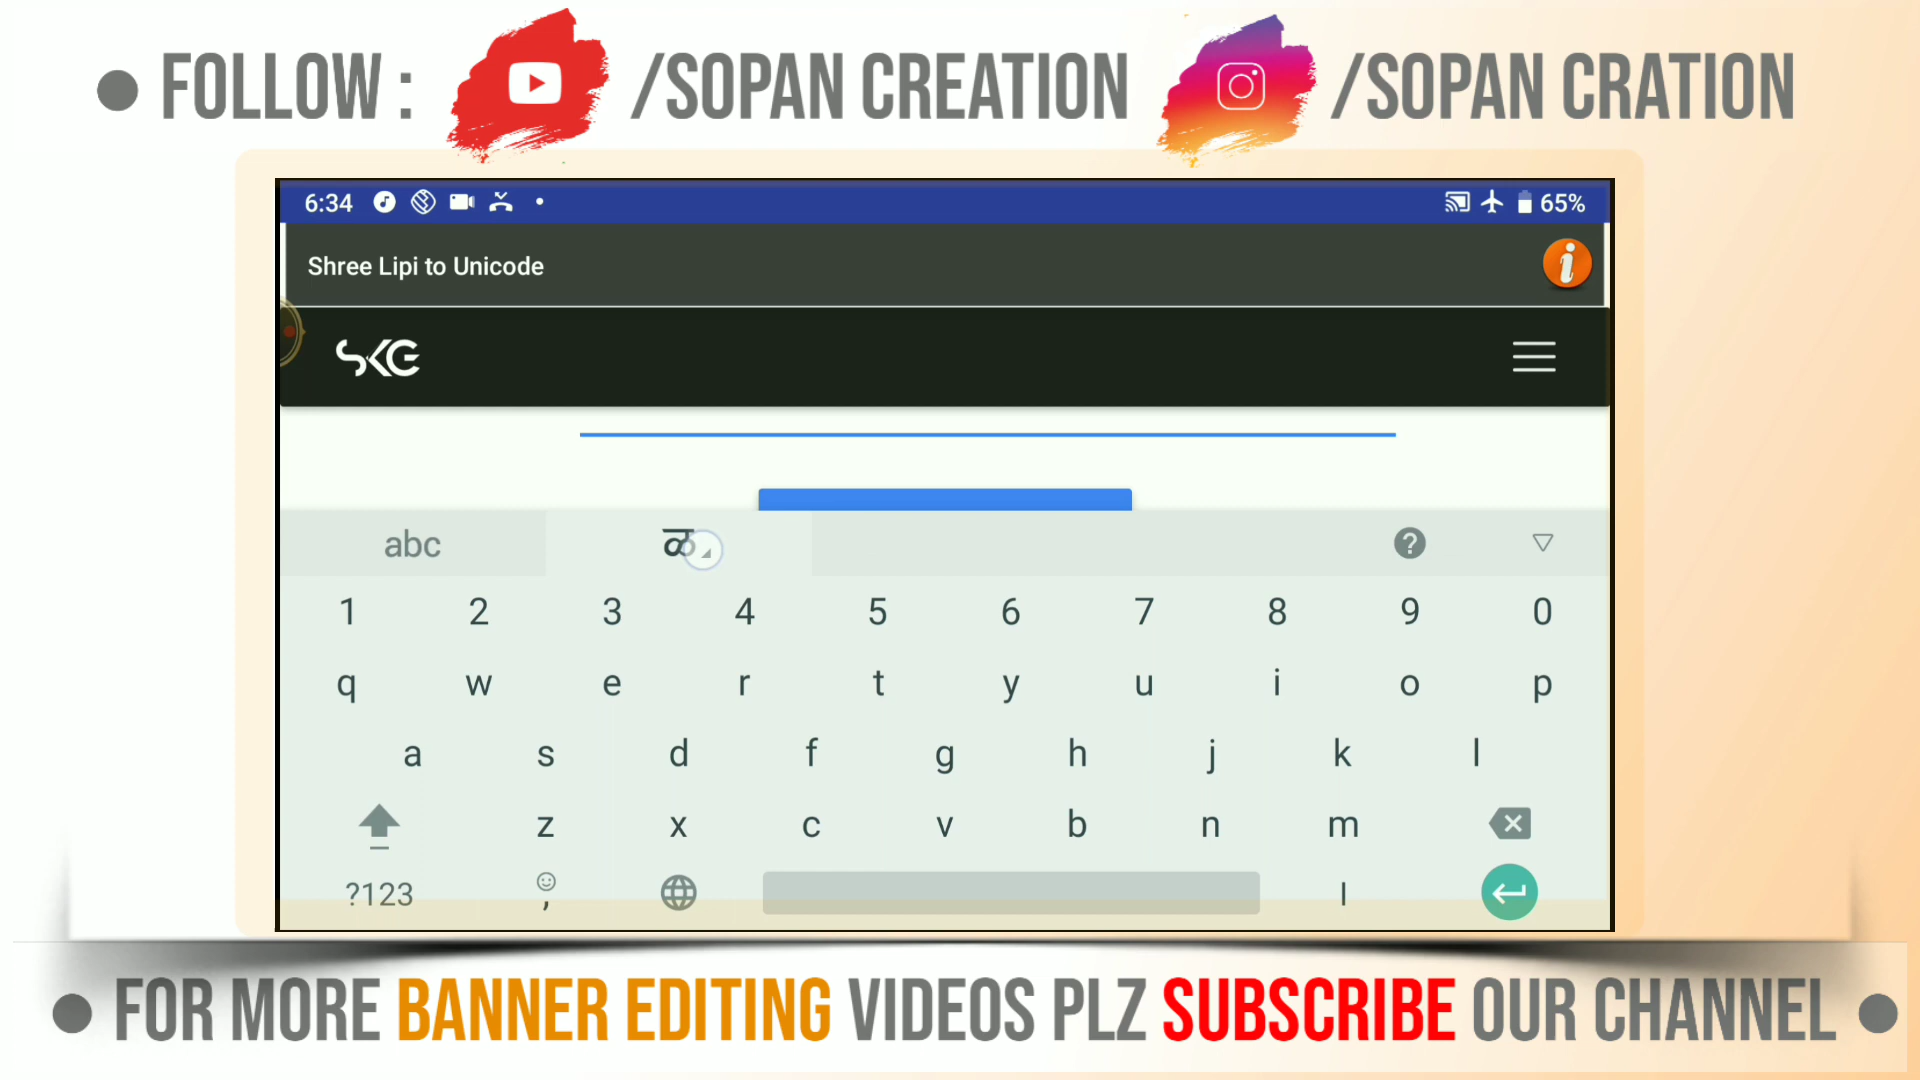 • FOLLOW : /SOPAN CREATION /SOPAN CRATION
6:34 65%
Shree Lipi to Unicode
SKG
abc ळ
1 2 3 4 5 6 7 8 9 0
q w e r t y u i o p
a s d f g h j k l
z x c v b n m
?123 , ।
• FOR MORE BANNER EDITING VIDEOS PLZ SUBSCRIBE OUR CHANNEL •